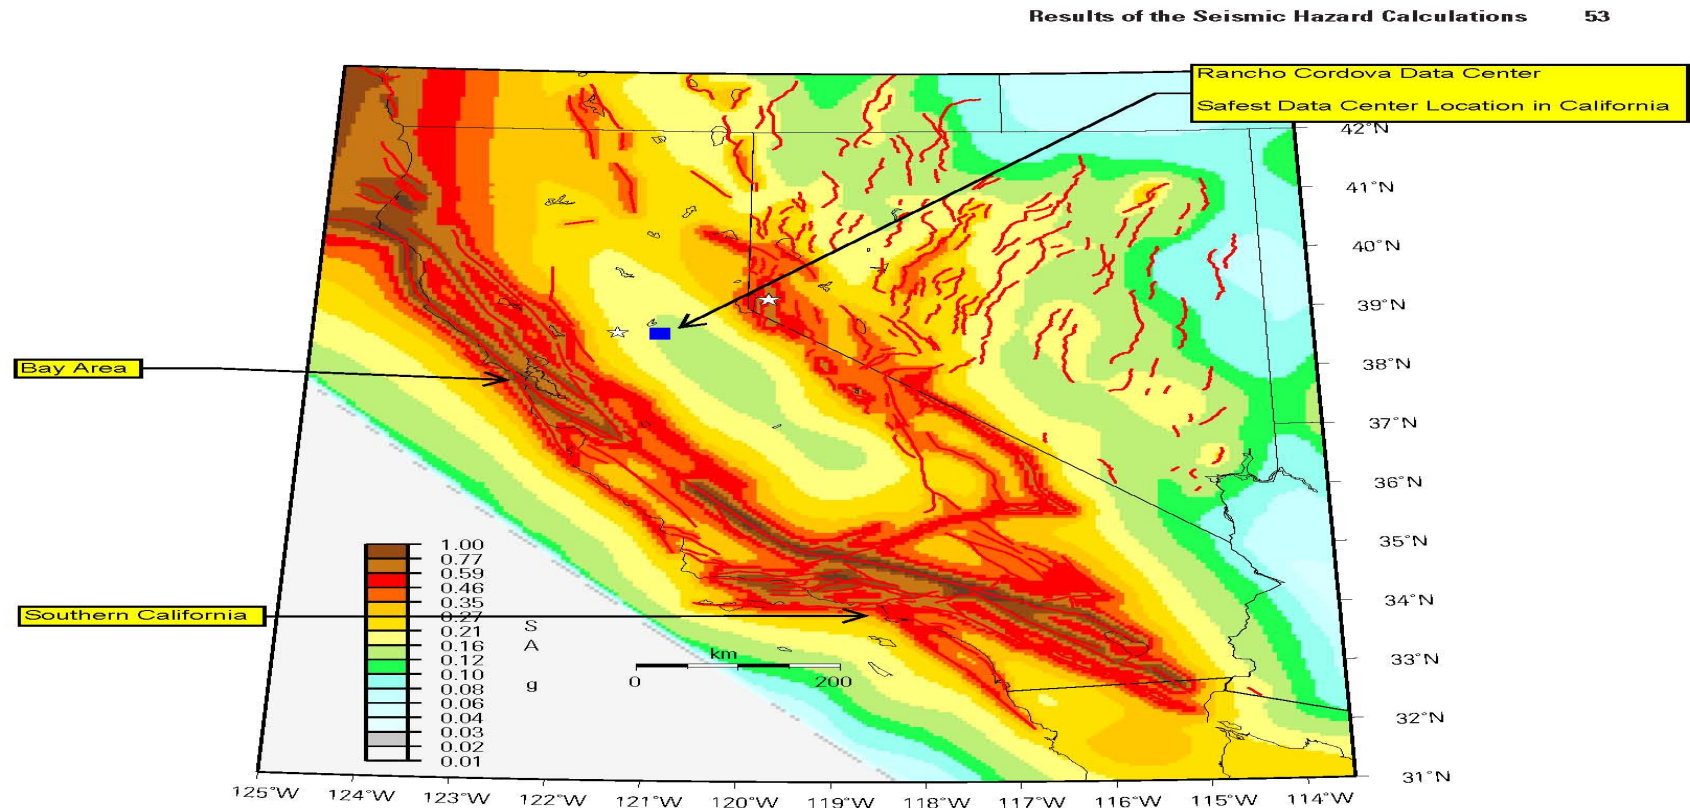 Results of the Seismic Hazard Calculations 53
Rancho Cordova Data Center
Safest Data Center Location in California
42°N
41°N
40°N
39°N
Bay Area
38°N
37°N
36°N
35°N
34°N
33°N
32°N
31°N
1.00
0.77
0.59
0.46
0.35
0.27
0.21
0.16
0.12
0.10
0.08
0.06
0.04
0.03
0.02
0.01
Southern California
S
A
g
km
0 200
125°W 124°W 123°W 122°W 121°W 120°W 119°W 118°W 117°W 116°W 115°W 114°W